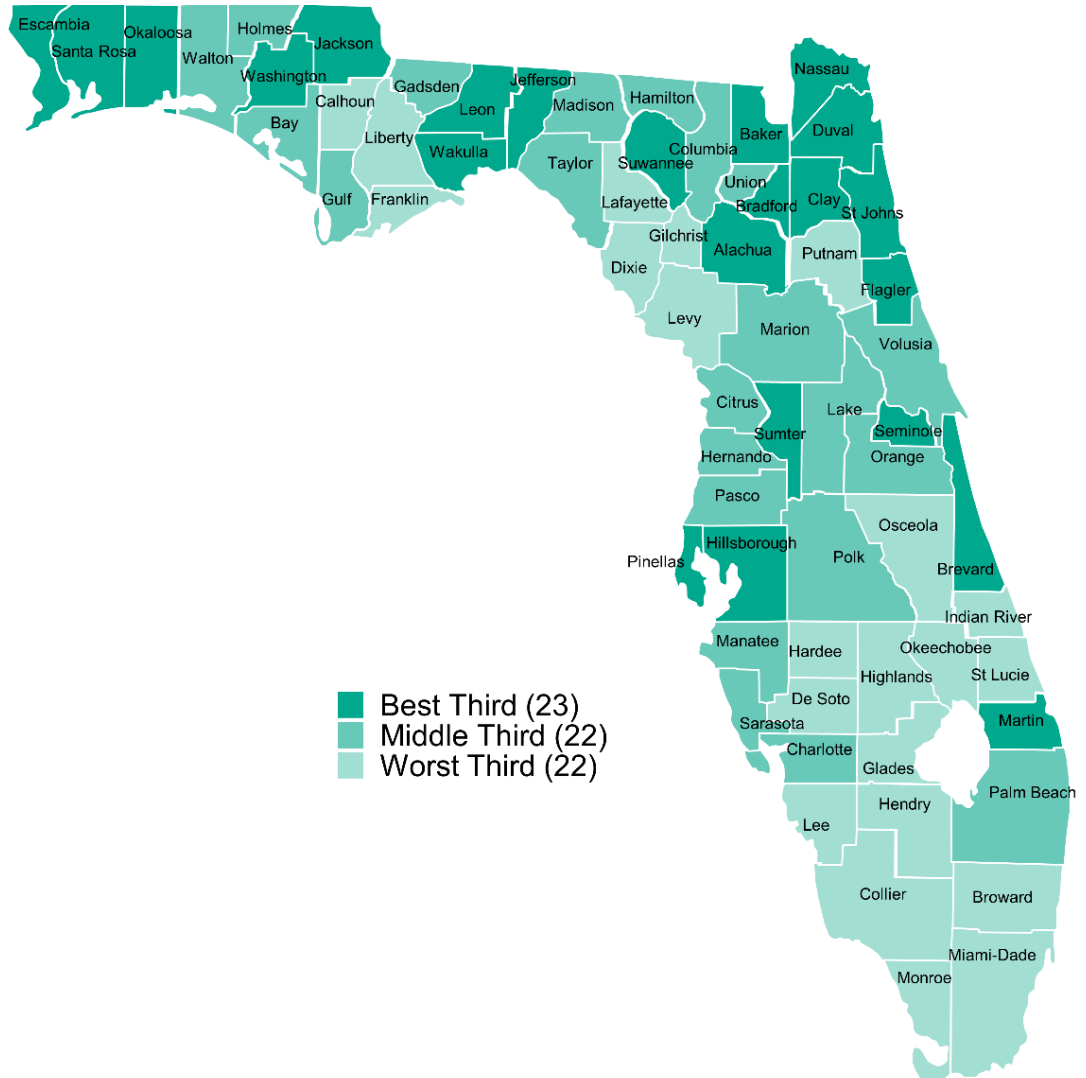 Escambia
Santa Rosa
Okaloosa
Walton
Holmes
Washington
Jackson
Bay
Calhoun
Gulf
Liberty
Franklin
Gadsden
Leon
Wakulla
Jefferson
Madison
Taylor
Hamilton
Suwannee
Lafayette
Columbia
Dixie
Gilchrist
Levy
Baker
Union
Bradford
Alachua
Nassau
Duval
Clay
St Johns
Putnam
Flagler
Marion
Volusia
Citrus
Sumter
Lake
Seminole
Hernando
Orange
Pasco
Osceola
Pinellas
Hillsborough
Polk
Brevard
Indian River
Manatee
Hardee
Okeechobee
Highlands
St Lucie
De Soto
Sarasota
Martin
Charlotte
Glades
Palm Beach
Hendry
Lee
Collier
Broward
Miami-Dade
Monroe
Best Third (23)
Middle Third (22)
Worst Third (22)